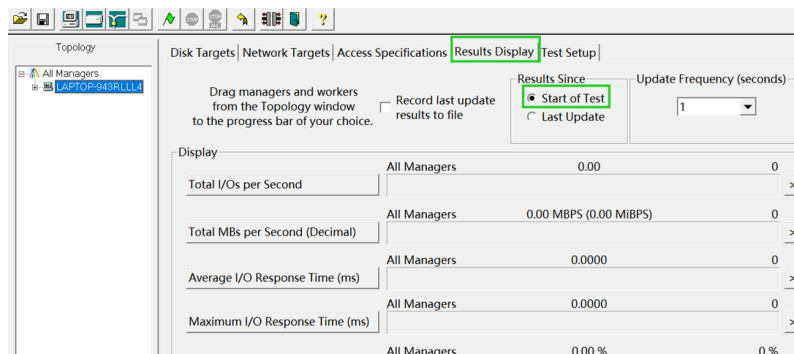 STOP
STOP
ALL
?
Topology
All Managers
LAPTOP-943RLLL4
Disk Targets Network Targets Access Specifications Results Display Test Setup
Drag managers and workers
from the Topology window
to the progress bar of your choice.
Record last update
results to file
Results Since
Start of Test
Last Update
Update Frequency (seconds)
1
Display
All Managers 0.00 0
Total I/Os per Second >
All Managers 0.00 MBPS (0.00 MiBPS) 0
Total MBs per Second (Decimal) >
All Managers 0.0000 0
Average I/O Response Time (ms) >
All Managers 0.0000 0
Maximum I/O Response Time (ms) >
All Managers 0.00 % 0 %